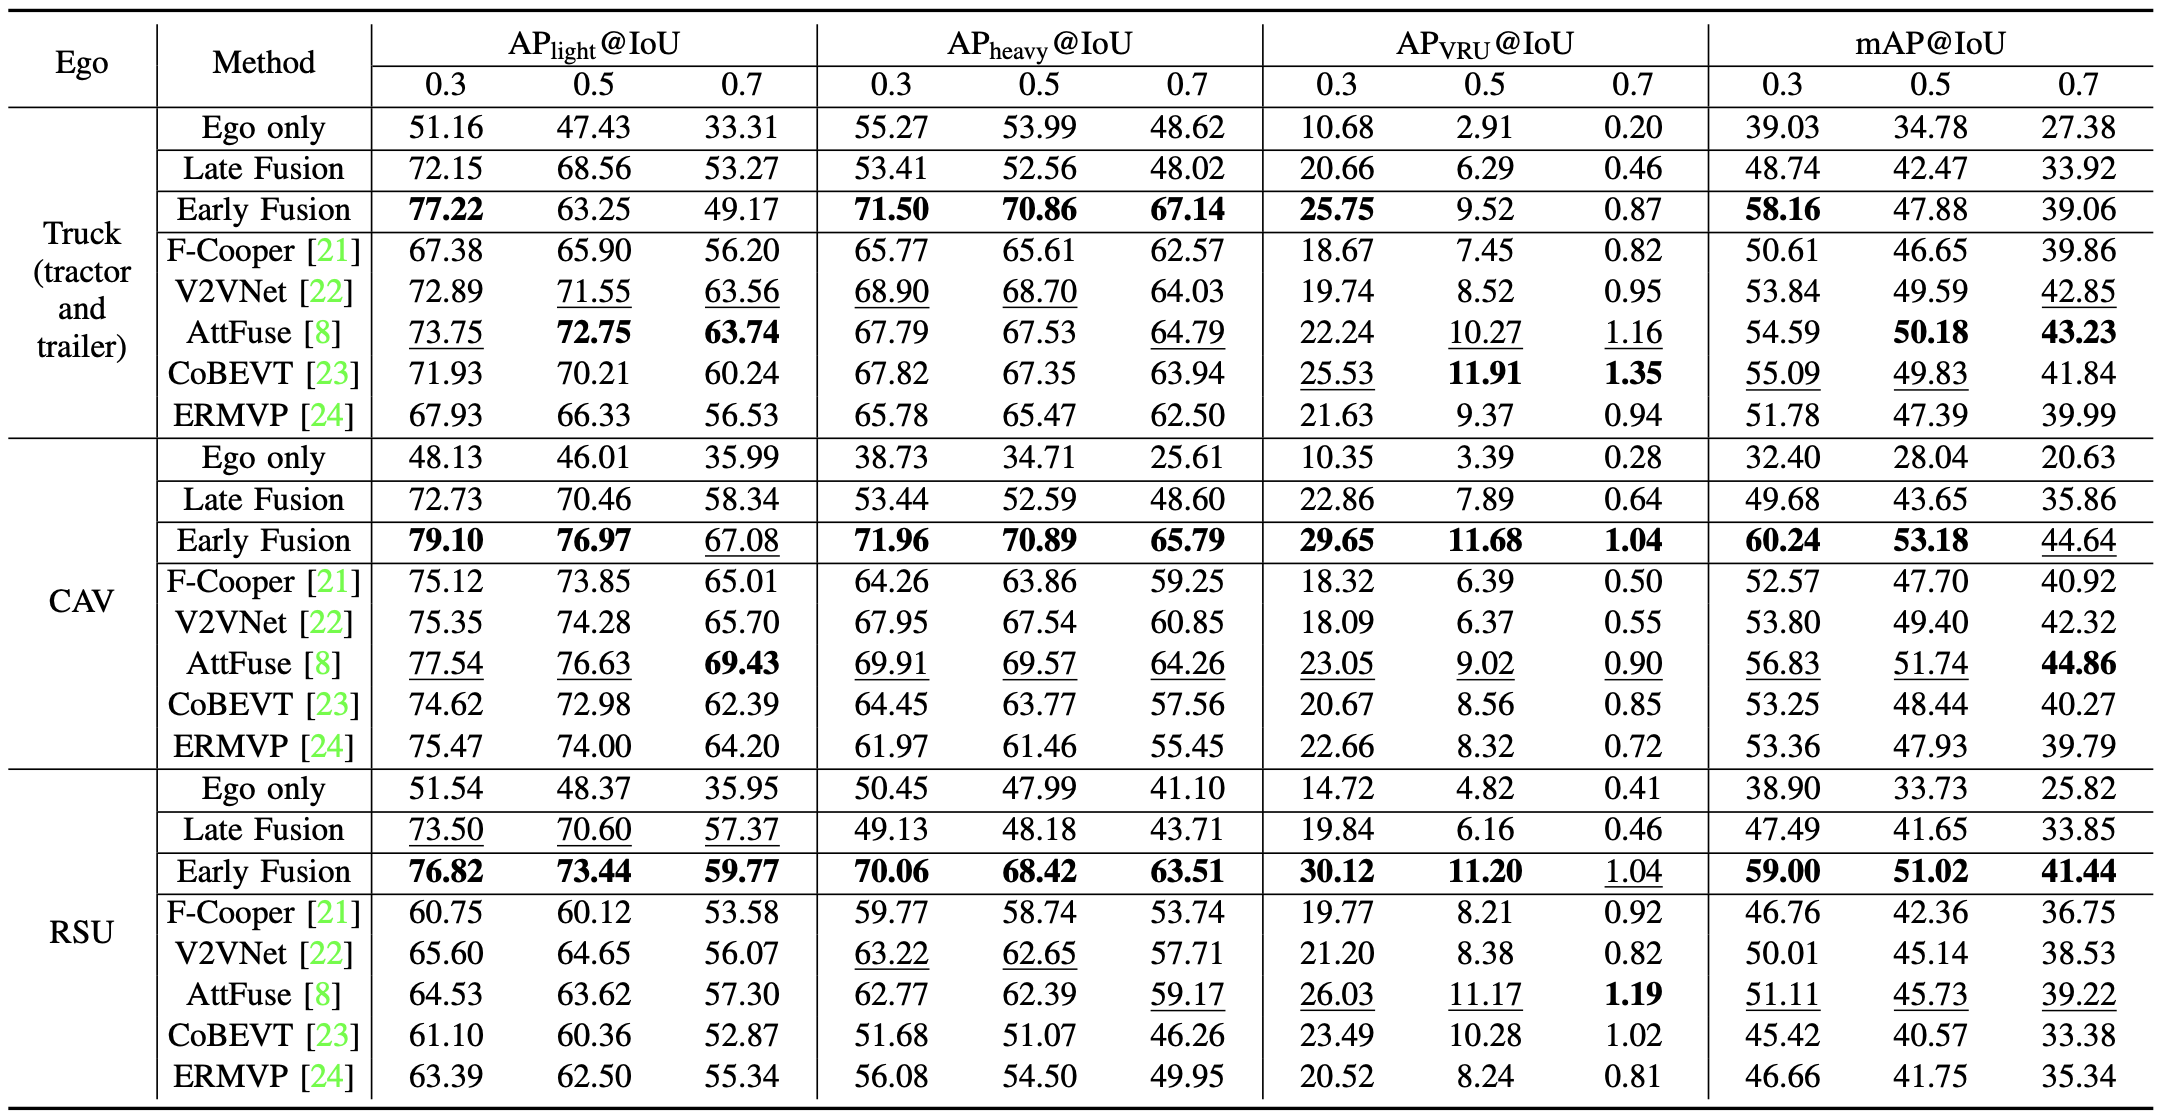 Ego Method APlight@IoU APheavy@IoU APVRU@IoU mAP@IoU
0.3 0.5 0.7 0.3 0.5 0.7 0.3 0.5 0.7 0.3 0.5 0.7
Truck (tractor and trailer)
Ego only 51.16 47.43 33.31 55.27 53.99 48.62 10.68 2.91 0.20 39.03 34.78 27.38
Late Fusion 72.15 68.56 53.27 53.41 52.56 48.02 20.66 6.29 0.46 48.74 42.47 33.92
Early Fusion 77.22 63.25 49.17 71.50 70.86 67.14 25.75 9.52 0.87 58.16 47.88 39.06
F-Cooper [21] 67.38 65.90 56.20 65.77 65.61 62.57 18.67 7.45 0.82 50.61 46.65 39.86
V2VNet [22] 72.89 71.55 63.56 68.90 68.70 64.03 19.74 8.52 0.95 53.84 49.59 42.85
AttFuse [8] 73.75 72.75 63.74 67.79 67.53 64.79 22.24 10.27 1.16 54.59 50.18 43.23
CoBEVT [23] 71.93 70.21 60.24 67.82 67.35 63.94 25.53 11.91 1.35 55.09 49.83 41.84
ERMVP [24] 67.93 66.33 56.53 65.78 65.47 62.50 21.63 9.37 0.94 51.78 47.39 39.99
CAV
Ego only 48.13 46.01 35.99 38.73 34.71 25.61 10.35 3.39 0.28 32.40 28.04 20.63
Late Fusion 72.73 70.46 58.34 53.44 52.59 48.60 22.86 7.89 0.64 49.68 43.65 35.86
Early Fusion 79.10 76.97 67.08 71.96 70.89 65.79 29.65 11.68 1.04 60.24 53.18 44.64
F-Cooper [21] 75.12 73.85 65.01 64.26 63.86 59.25 18.32 6.39 0.50 52.57 47.70 40.92
V2VNet [22] 75.35 74.28 65.70 67.95 67.54 60.85 18.09 6.37 0.55 53.80 49.40 42.32
AttFuse [8] 77.54 76.63 69.43 69.91 69.57 64.26 23.05 9.02 0.90 56.83 51.74 44.86
CoBEVT [23] 74.62 72.98 62.39 64.45 63.77 57.56 20.67 8.56 0.85 53.25 48.44 40.27
ERMVP [24] 75.47 74.00 64.20 61.97 61.46 55.45 22.66 8.32 0.72 53.36 47.93 39.79
RSU
Ego only 51.54 48.37 35.95 50.45 47.99 41.10 14.72 4.82 0.41 38.90 33.73 25.82
Late Fusion 73.50 70.60 57.37 49.13 48.18 43.71 19.84 6.16 0.46 47.49 41.65 33.85
Early Fusion 76.82 73.44 59.77 70.06 68.42 63.51 30.12 11.20 1.04 59.00 51.02 41.44
F-Cooper [21] 60.75 60.12 53.58 59.77 58.74 53.74 19.77 8.21 0.92 46.76 42.36 36.75
V2VNet [22] 65.60 64.65 56.07 63.22 62.65 57.71 21.20 8.38 0.82 50.01 45.14 38.53
AttFuse [8] 64.53 63.62 57.30 62.77 62.39 59.17 26.03 11.17 1.19 51.11 45.73 39.22
CoBEVT [23] 61.10 60.36 52.87 51.68 51.07 46.26 23.49 10.28 1.02 45.42 40.57 33.38
ERMVP [24] 63.39 62.50 55.34 56.08 54.50 49.95 20.52 8.24 0.81 46.66 41.75 35.34